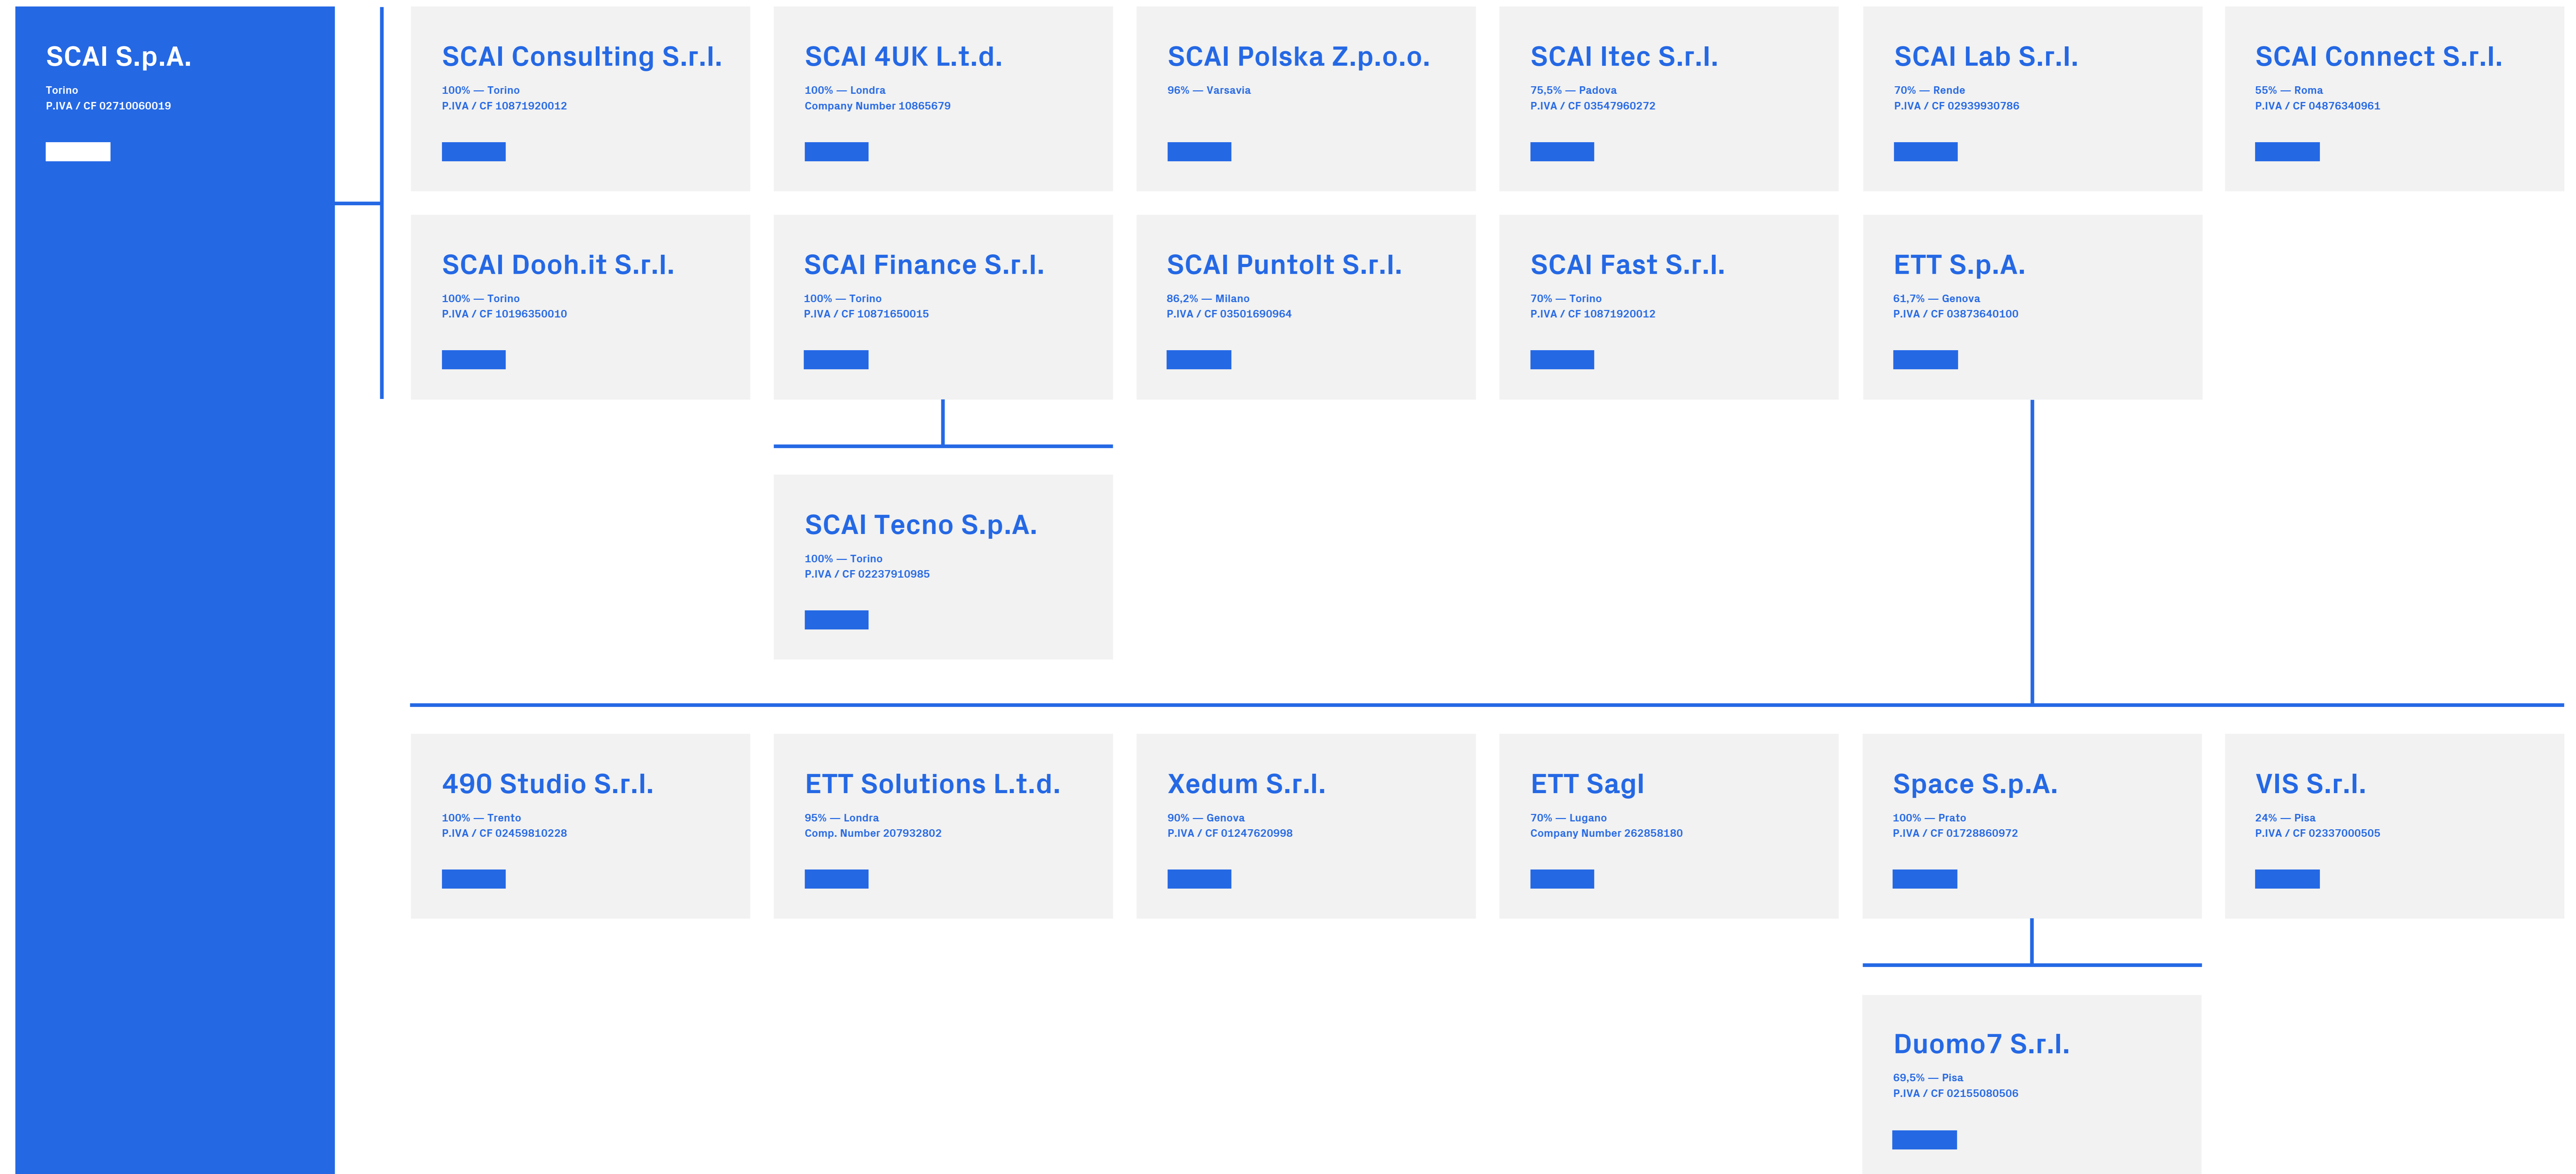 SCAI S.p.A.
Torino
P.IVA / CF 02710060019
SCAI Consulting S.r.l.
100% — Torino
P.IVA / CF 10871920012
SCAI 4UK L.t.d.
100% — Londra
Company Number 10865679
SCAI Polska Z.p.o.o.
96% — Varsavia
SCAI Itec S.r.l.
75,5% — Padova
P.IVA / CF 03547960272
SCAI Lab S.r.l.
70% — Rende
P.IVA / CF 02939930786
SCAI Connect S.r.l.
55% — Roma
P.IVA / CF 04876340961
SCAI Dooh.it S.r.l.
100% — Torino
P.IVA / CF 10196350010
SCAI Finance S.r.l.
100% — Torino
P.IVA / CF 10871650015
SCAI PuntoIt S.r.l.
86,2% — Milano
P.IVA / CF 03501690964
SCAI Fast S.r.l.
70% — Torino
P.IVA / CF 10871920012
ETT S.p.A.
61,7% — Genova
P.IVA / CF 03873640100
SCAI Tecno S.p.A.
100% — Torino
P.IVA / CF 02237910985
490 Studio S.r.l.
100% — Trento
P.IVA / CF 02459810228
ETT Solutions L.t.d.
95% — Londra
Comp. Number 207932802
Xedum S.r.l.
90% — Genova
P.IVA / CF 01247620998
ETT Sagl
70% — Lugano
Company Number 262858180
Space S.p.A.
100% — Prato
P.IVA / CF 01728860972
VIS S.r.l.
24% — Pisa
P.IVA / CF 02337000505
Duomo7 S.r.l.
69,5% — Pisa
P.IVA / CF 02155080506